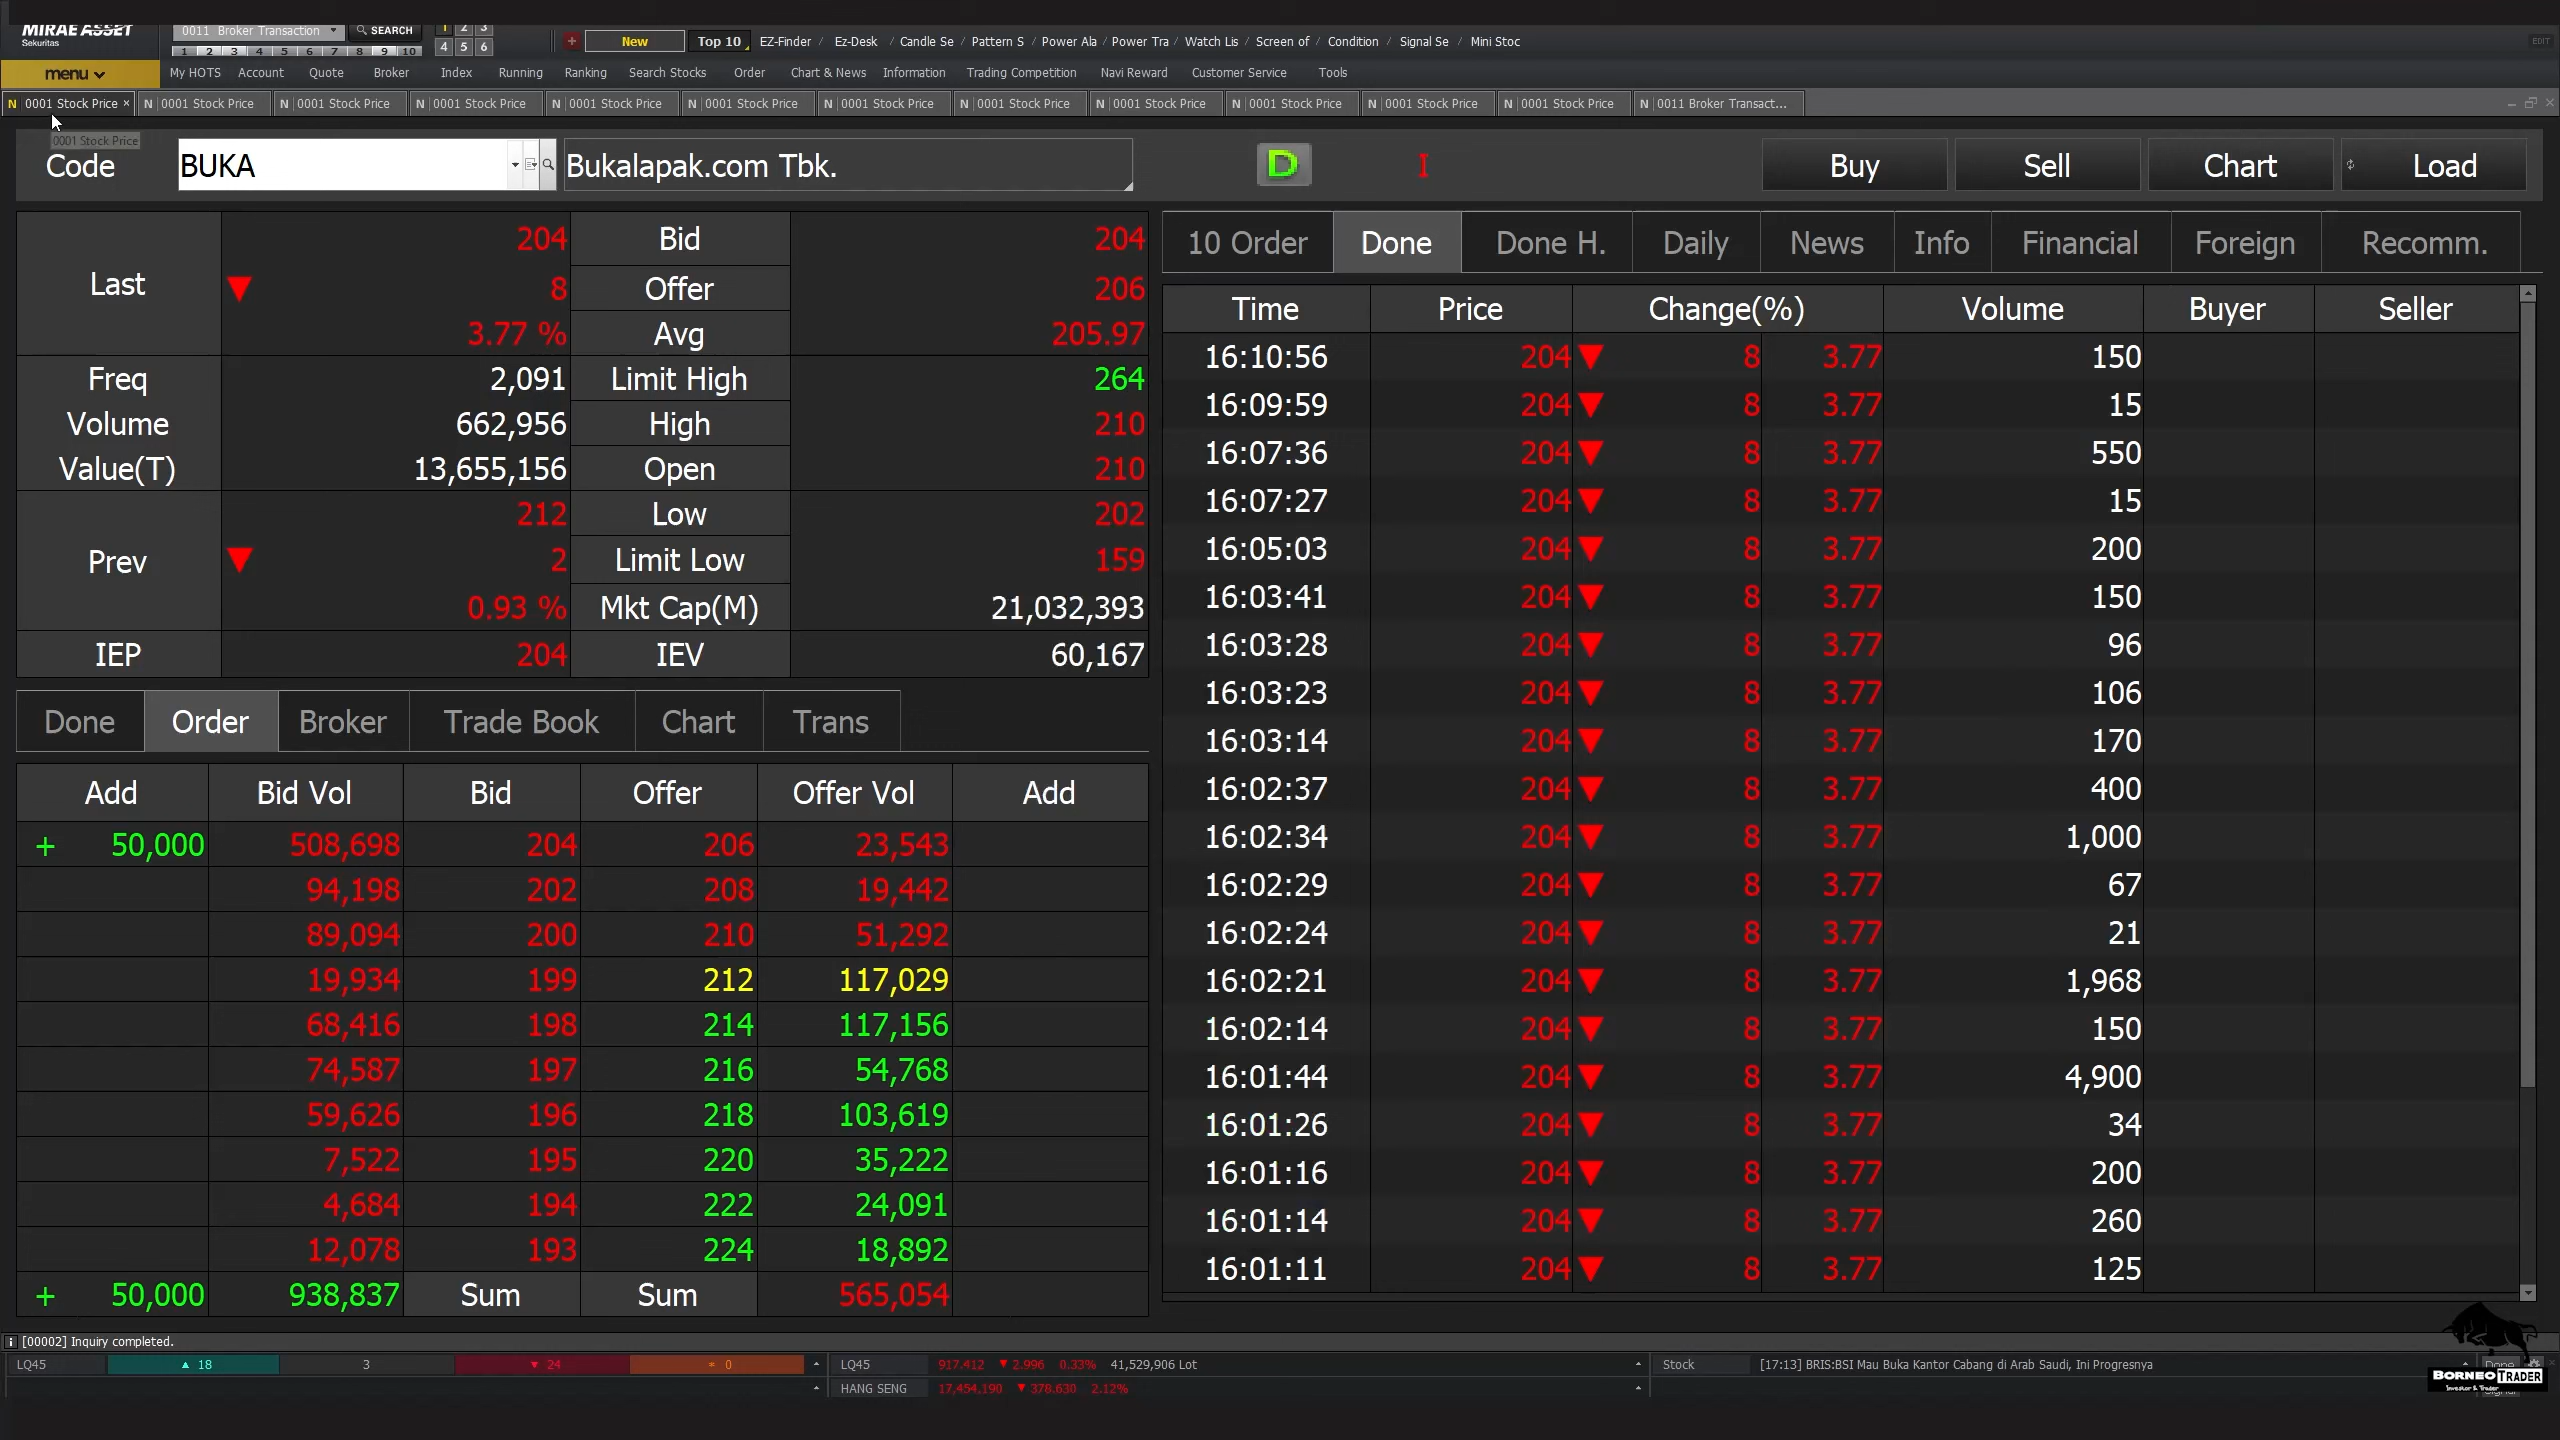 MIRAE ASSET
Sekuritas
0011 Broker Transaction SEARCH 1 2 3
1 2 3 4 5 6 7 8 9 10 4 5 6
New Top 10 EZ-Finder / Ez-Desk / Candle Se / Pattern S / Power Ala / Power Tra / Watch Lis / Screen of / Condition / Signal Se / Mini Stoc EDIT
menu My HOTS Account Quote Broker Index Running Ranking Search Stocks Order Chart & News Information Trading Competition Navi Reward Customer Service Tools
N 0001 Stock Price × N 0001 Stock Price N 0001 Stock Price N 0001 Stock Price N 0001 Stock Price N 0001 Stock Price N 0001 Stock Price N 0001 Stock Price N 0001 Stock Price N 0001 Stock Price N 0001 Stock Price N 0001 Stock Price N 0011 Broker Transact...
0001 Stock Price
Code BUKA Bukalapak.com Tbk. D I Buy Sell Chart Load
Last 204 Bid 204
▼ 8 Offer 206
3.77 % Avg 205.97
Freq 2,091 Limit High 264
Volume 662,956 High 210
Value(T) 13,655,156 Open 210
Prev 212 Low 202
▼ 2 Limit Low 159
0.93 % Mkt Cap(M) 21,032,393
IEP 204 IEV 60,167
Done Order Broker Trade Book Chart Trans
Add Bid Vol Bid Offer Offer Vol Add
+ 50,000 508,698 204 206 23,543
94,198 202 208 19,442
89,094 200 210 51,292
19,934 199 212 117,029
68,416 198 214 117,156
74,587 197 216 54,768
59,626 196 218 103,619
7,522 195 220 35,222
4,684 194 222 24,091
12,078 193 224 18,892
+ 50,000 938,837 Sum Sum 565,054
10 Order Done Done H. Daily News Info Financial Foreign Recomm.
Time Price Change(%) Volume Buyer Seller
16:10:56 204 ▼ 8 3.77 150
16:09:59 204 ▼ 8 3.77 15
16:07:36 204 ▼ 8 3.77 550
16:07:27 204 ▼ 8 3.77 15
16:05:03 204 ▼ 8 3.77 200
16:03:41 204 ▼ 8 3.77 150
16:03:28 204 ▼ 8 3.77 96
16:03:23 204 ▼ 8 3.77 106
16:03:14 204 ▼ 8 3.77 170
16:02:37 204 ▼ 8 3.77 400
16:02:34 204 ▼ 8 3.77 1,000
16:02:29 204 ▼ 8 3.77 67
16:02:24 204 ▼ 8 3.77 21
16:02:21 204 ▼ 8 3.77 1,968
16:02:14 204 ▼ 8 3.77 150
16:01:44 204 ▼ 8 3.77 4,900
16:01:26 204 ▼ 8 3.77 34
16:01:16 204 ▼ 8 3.77 200
16:01:14 204 ▼ 8 3.77 260
16:01:11 204 ▼ 8 3.77 125
i [00002] Inquiry completed.
LQ45 ▲ 18 3 ▼ 24 0 LQ45 917.412 ▼ 2.996 0.33% 41,529,906 Lot Stock [17:13] BRIS:BSI Mau Buka Kantor Cabang di Arab Saudi, Ini Progresnya
HANG SENG 17,454,190 ▼ 378.630 2.12%
BORNEO TRADER
Investor & Trader